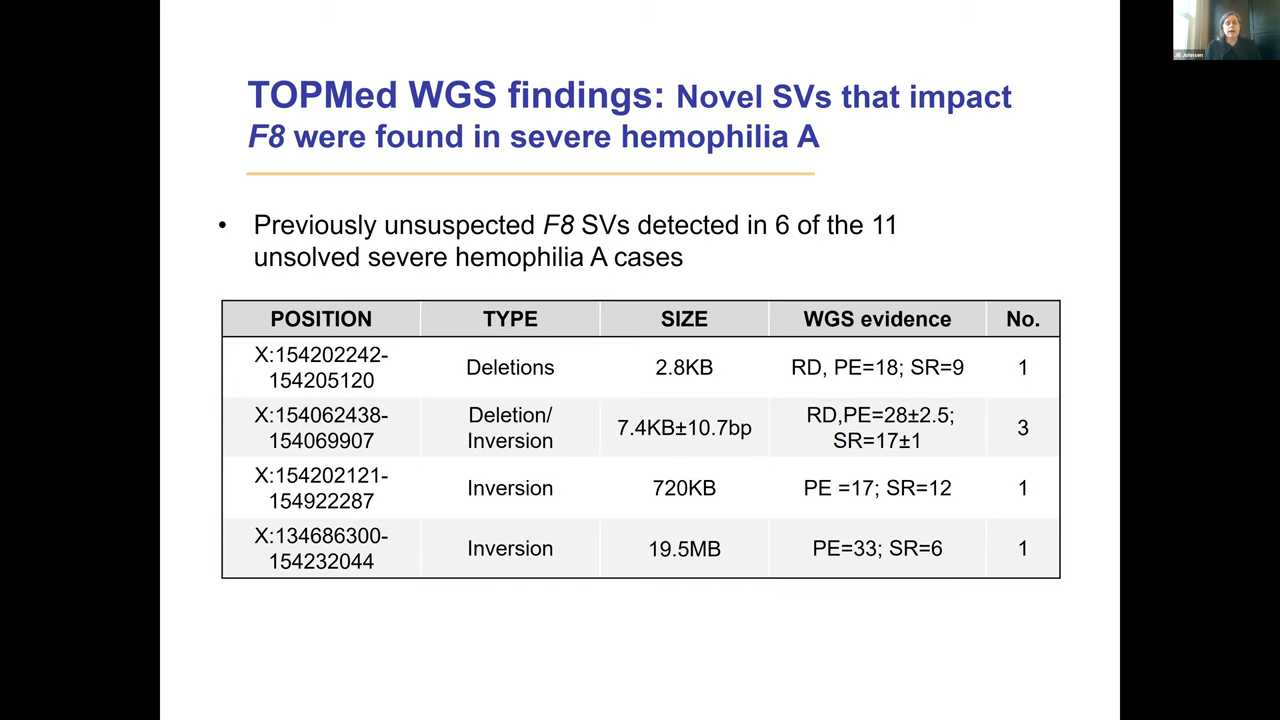 TOPMed WGS findings: Novel SVs that impact
F8 were found in severe hemophilia A
• Previously unsuspected F8 SVs detected in 6 of the 11
unsolved severe hemophilia A cases
POSITION TYPE SIZE WGS evidence No.
X:154202242-
154205120 Deletions 2.8KB RD, PE=18; SR=9 1
X:154062438-
154069907 Deletion/
Inversion 7.4KB±10.7bp RD,PE=28±2.5;
SR=17±1 3
X:154202121-
154922287 Inversion 720KB PE =17; SR=12 1
X:134686300-
154232044 Inversion 19.5MB PE=33; SR=6 1
Jill Johnsen